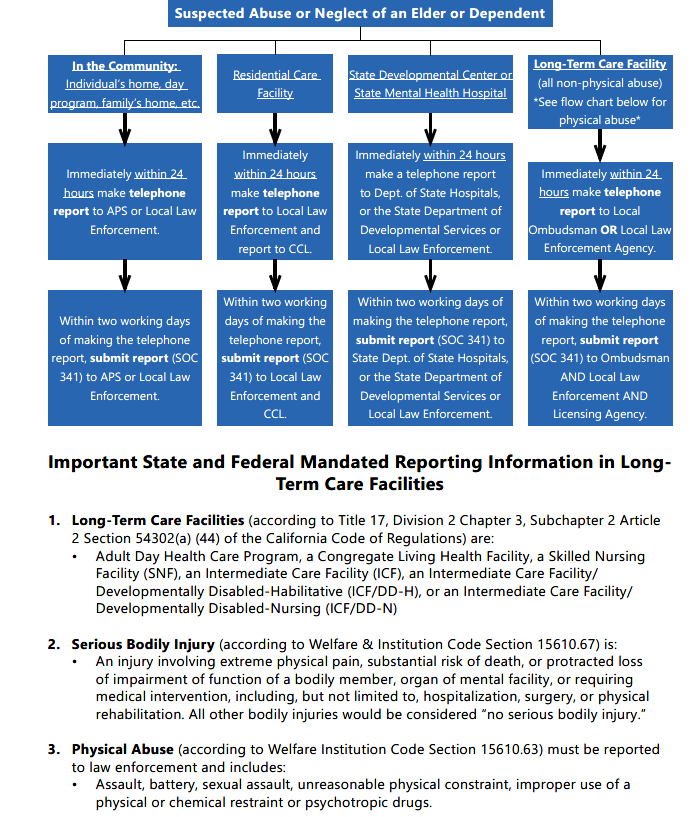 Suspected Abuse or Neglect of an Elder or Dependent
In the Community:
Individual's home, day
program, family's home, etc.
Immediately within 24
hours make telephone
report to APS or Local Law
Enforcement.
Within two working days
of making the telephone
report, submit report (SOC
341) to APS or Local Law
Enforcement.
Residential Care
Facility
Immediately
within 24 hours
make telephone
report to Local Law
Enforcement and
report to CCL.
Within two working
days of making the
telephone report,
submit report (SOC
341) to Local Law
Enforcement and
CCL.
State Developmental Center or
State Mental Health Hospital
Immediately within 24 hours
make a telephone report
to Dept. of State Hospitals,
or the State Department of
Developmental Services or
Local Law Enforcement.
Within two working days of
making the telephone report,
submit report (SOC 341) to
State Dept. of State Hospitals,
or the State Department of
Developmental Services or
Local Law Enforcement.
Long-Term Care Facility
(all non-physical abuse)
*See flow chart below for
physical abuse*
Immediately within 24
hours make telephone
report to Local
Ombudsman OR Local Law
Enforcement Agency.
Within two working days
of making the telephone
report, submit report
(SOC 341) to Ombudsman
AND Local Law
Enforcement AND
Licensing Agency.
Important State and Federal Mandated Reporting Information in Long-
Term Care Facilities
1. Long-Term Care Facilities (according to Title 17, Division 2 Chapter 3, Subchapter 2 Article
2 Section 54302(a) (44) of the California Code of Regulations) are:
• Adult Day Health Care Program, a Congregate Living Health Facility, a Skilled Nursing
Facility (SNF), an Intermediate Care Facility (ICF), an Intermediate Care Facility/
Developmentally Disabled-Habilitative (ICF/DD-H), or an Intermediate Care Facility/
Developmentally Disabled-Nursing (ICF/DD-N)
2. Serious Bodily Injury (according to Welfare & Institution Code Section 15610.67) is:
• An injury involving extreme physical pain, substantial risk of death, or protracted loss
of impairment of function of a bodily member, organ of mental facility, or requiring
medical intervention, including, but not limited to, hospitalization, surgery, or physical
rehabilitation. All other bodily injuries would be considered “no serious bodily injury.”
3. Physical Abuse (according to Welfare Institution Code Section 15610.63) must be reported
to law enforcement and includes:
• Assault, battery, sexual assault, unreasonable physical constraint, improper use of a
physical or chemical restraint or psychotropic drugs.